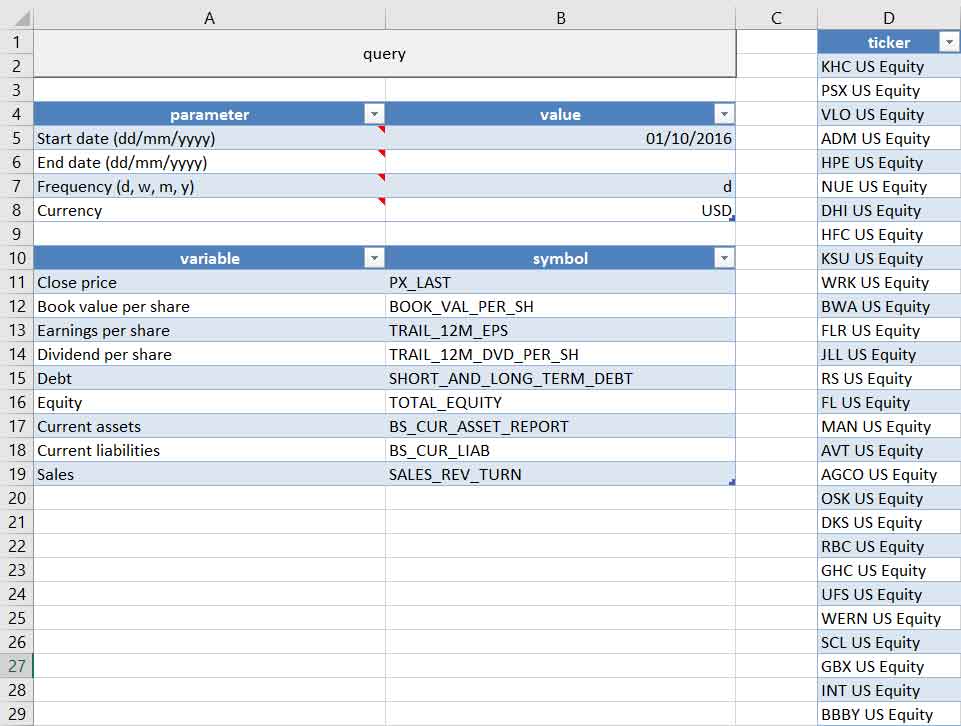 A B C D
1 query ticker
2 KHC US Equity
3 PSX US Equity
4 parameter value VLO US Equity
5 Start date (dd/mm/yyyy) 01/10/2016 ADM US Equity
6 End date (dd/mm/yyyy) HPE US Equity
7 Frequency (d, w, m, y) d NUE US Equity
8 Currency USD DHI US Equity
9 HFC US Equity
10 variable symbol KSU US Equity
11 Close price PX_LAST WRK US Equity
12 Book value per share BOOK_VAL_PER_SH BWA US Equity
13 Earnings per share TRAIL_12M_EPS FLR US Equity
14 Dividend per share TRAIL_12M_DVD_PER_SH JLL US Equity
15 Debt SHORT_AND_LONG_TERM_DEBT RS US Equity
16 Equity TOTAL_EQUITY FL US Equity
17 Current assets BS_CUR_ASSET_REPORT MAN US Equity
18 Current liabilities BS_CUR_LIAB AVT US Equity
19 Sales SALES_REV_TURN AGCO US Equity
20 OSK US Equity
21 DKS US Equity
22 RBC US Equity
23 GHC US Equity
24 UFS US Equity
25 WERN US Equity
26 SCL US Equity
27 GBX US Equity
28 INT US Equity
29 BBBY US Equity